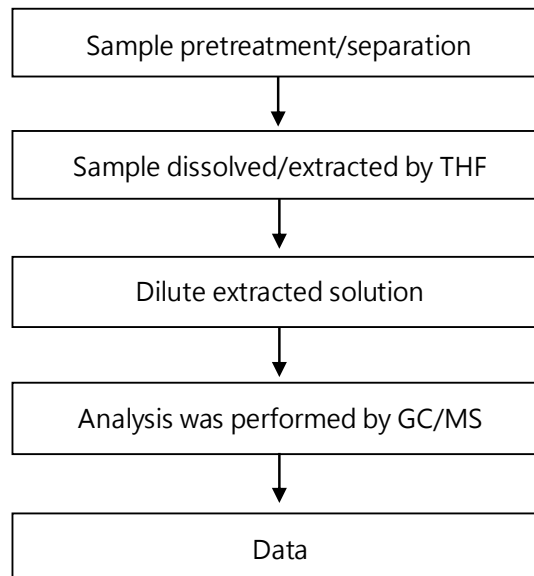 Sample pretreatment/separation
Sample dissolved/extracted by THF
Dilute extracted solution
Analysis was performed by GC/MS
Data